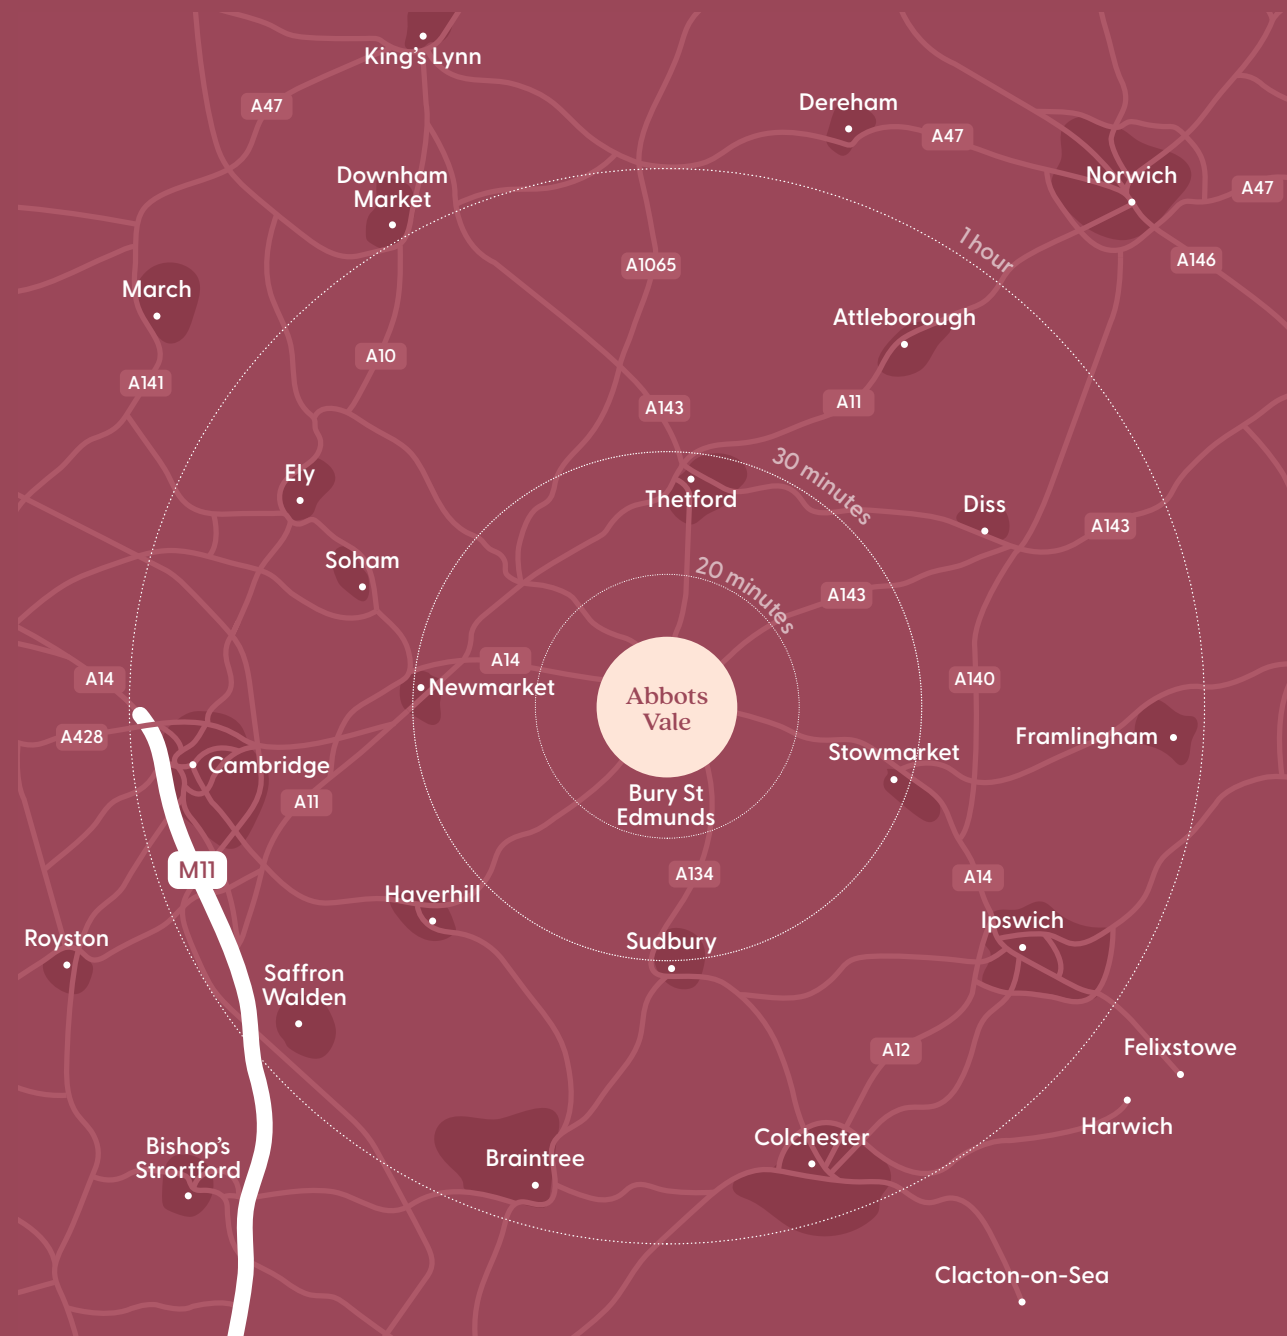 King's Lynn
A47
Dereham
A47
Downham
Market
Norwich
A47
1 hour
A1065
A146
March
Attleborough
A10
A141
A143
A11
30 minutes
Ely
Thetford
Diss
A143
Soham
20 minutes
A143
A14
A14
Newmarket
A140
Abbots
Vale
A428
Framlingham
Stowmarket
Cambridge
Bury St
Edmunds
A11
M11
A134
A14
Haverhill
Ipswich
Royston
Sudbury
Saffron
Walden
A12
Felixstowe
Harwich
Colchester
Bishop's
Strortford
Braintree
Clacton-on-Sea